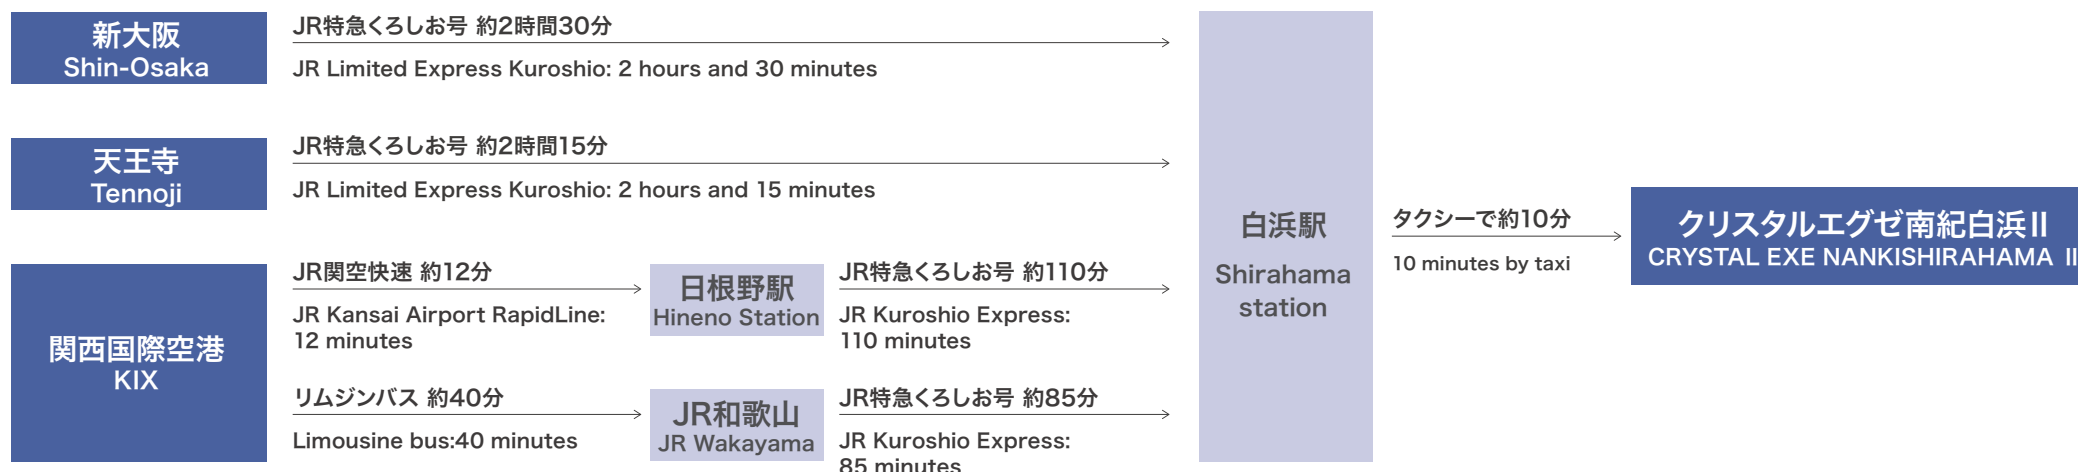 新大阪
Shin-Osaka
JR特急くろしお号 約2時間30分
JR Limited Express Kuroshio: 2 hours and 30 minutes
天王寺
Tennoji
JR特急くろしお号 約2時間15分
JR Limited Express Kuroshio: 2 hours and 15 minutes
関西国際空港
KIX
JR関空快速 約12分
JR Kansai Airport RapidLine:
12 minutes
日根野駅
Hineno Station
JR特急くろしお号 約110分
JR Kuroshio Express:
110 minutes
リムジンバス 約40分
Limousine bus:40 minutes
JR和歌山
JR Wakayama
JR特急くろしお号 約85分
JR Kuroshio Express:
85 minutes
白浜駅
Shirahama
station
タクシーで約10分
10 minutes by taxi
クリスタルエグゼ南紀白浜Ⅱ
CRYSTAL EXE NANKISHIRAHAMA Ⅱ